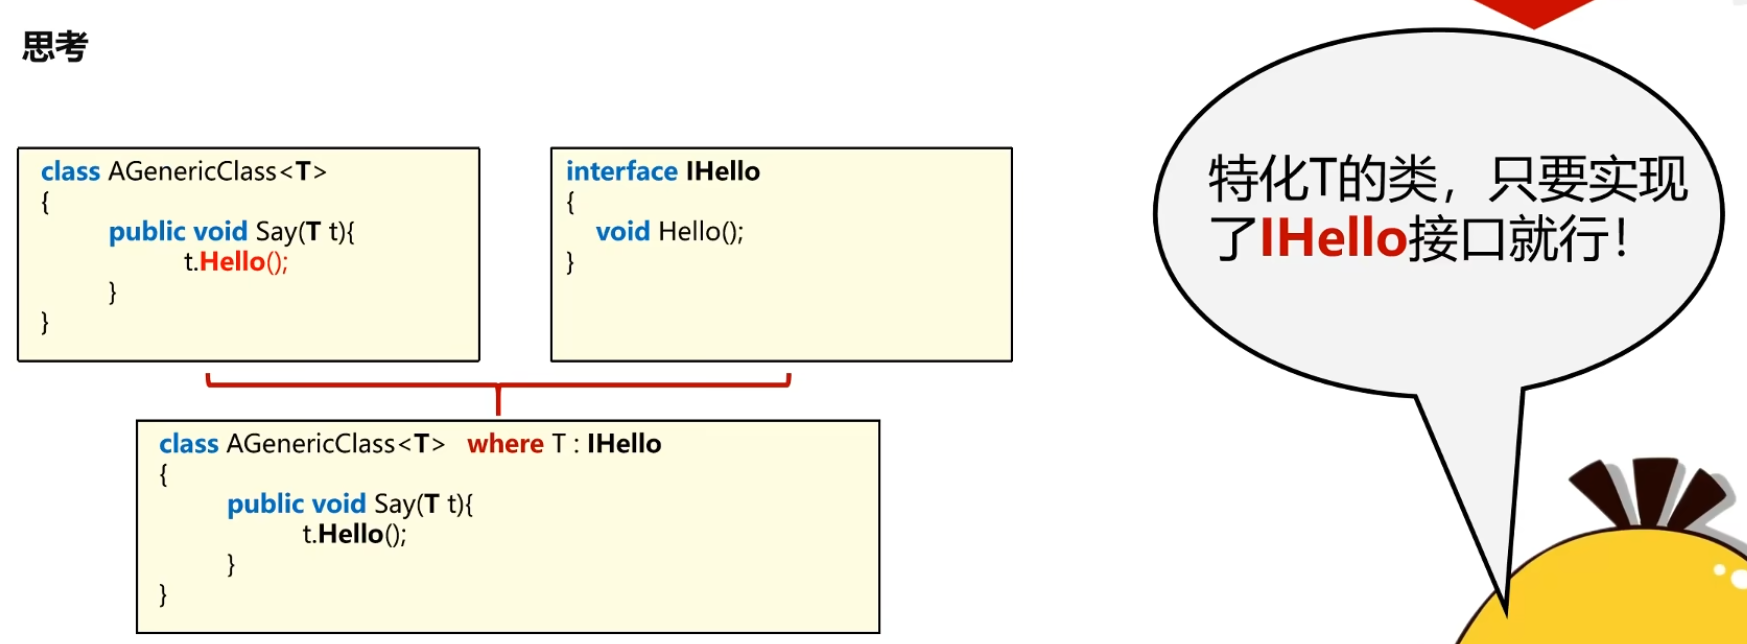 思考
class AGenericClass<T>
{
public void Say(T t){
t.Hello();
}
}
interface IHello
{
void Hello();
}
class AGenericClass<T> where T : IHello
{
public void Say(T t){
t.Hello();
}
}
特化T的类，只要实现
了IHello接口就行！